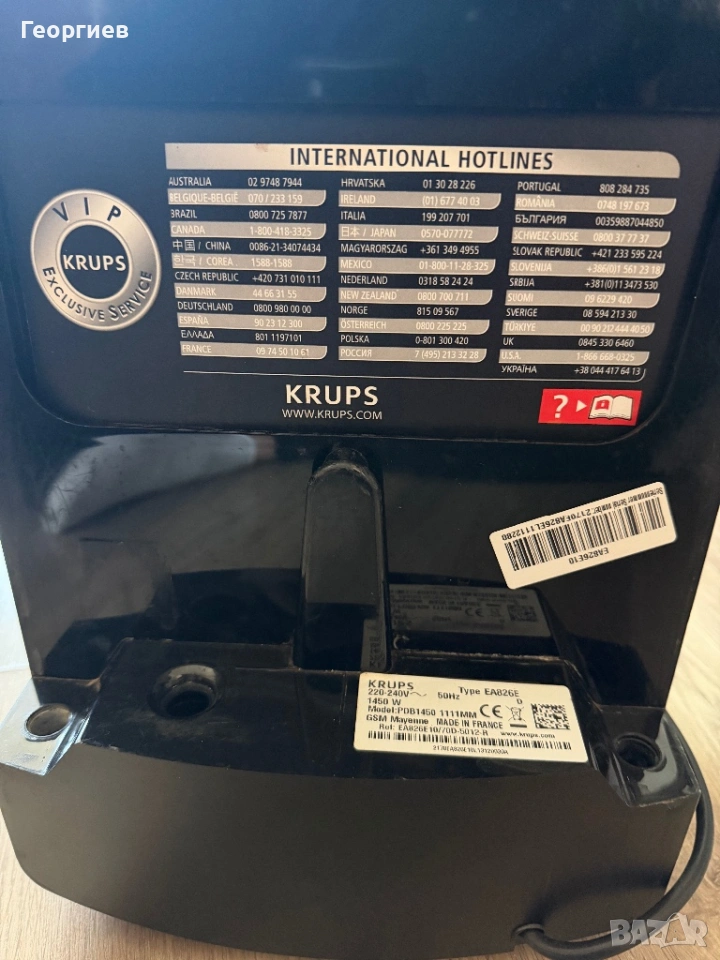 Георгиев
INTERNATIONAL HOTLINES
AUSTRALIA 02 9748 7944
BELGIQUE-BELGIË 070 / 233 159
BRAZIL 0800 725 7877
CANADA 1-800-418-3325
中国 / CHINA 0086-21-34074434
한국 / COREA 1588-1588
CZECH REPUBLIC +420 731 010 111
DANMARK 44 66 31 55
DEUTSCHLAND 0800 980 00 00
ESPAÑA 90 23 12 300
ΕΛΛΑΔΑ 801 1197101
FRANCE 09 74 50 10 61
HRVATSKA 01 30 28 226
IRELAND (01) 677 40 03
ITALIA 199 207 701
日本 / JAPAN 0570-077772
MAGYARORSZAG +361 349 4955
MEXICO 01-800-11-28-325
NEDERLAND 0318 58 24 24
NEW ZEALAND 0800 700 711
NORGE 815 09 567
ÖSTERREICH 0800 225 225
POLSKA 0-801 300 420
РОССИЯ 7 (495) 213 32 28
PORTUGAL 808 284 735
ROMÂNIA 0748 197 673
БЪЛГАРИЯ 00359887044850
SCHWEIZ-SUISSE 0800 37 77 37
SLOVAK REPUBLIC +421 233 595 224
SLOVENIJA +386(0)1 561 23 18
SRBIJA +381(0)113473 530
SUOMI 09 6229 420
SVERIGE 08 594 213 30
TÜRKIYE 00 90 212 444 40 50
UK 0845 330 6460
U.S.A. 1-866-668-0325
УКРАЇНА +38 044 417 64 13
VIP
KRUPS
EXCLUSIVE SERVICE
KRUPS
WWW.KRUPS.COM
?
EA826E10
KRUPS Type EA826E
220-240V~ 50Hz
1450 W D
Model:PDB1450 1111MM
GSM Mayenne MADE IN FRANCE
Ref: EA826E10/70D-5012-R www.krups.com
BAZAR